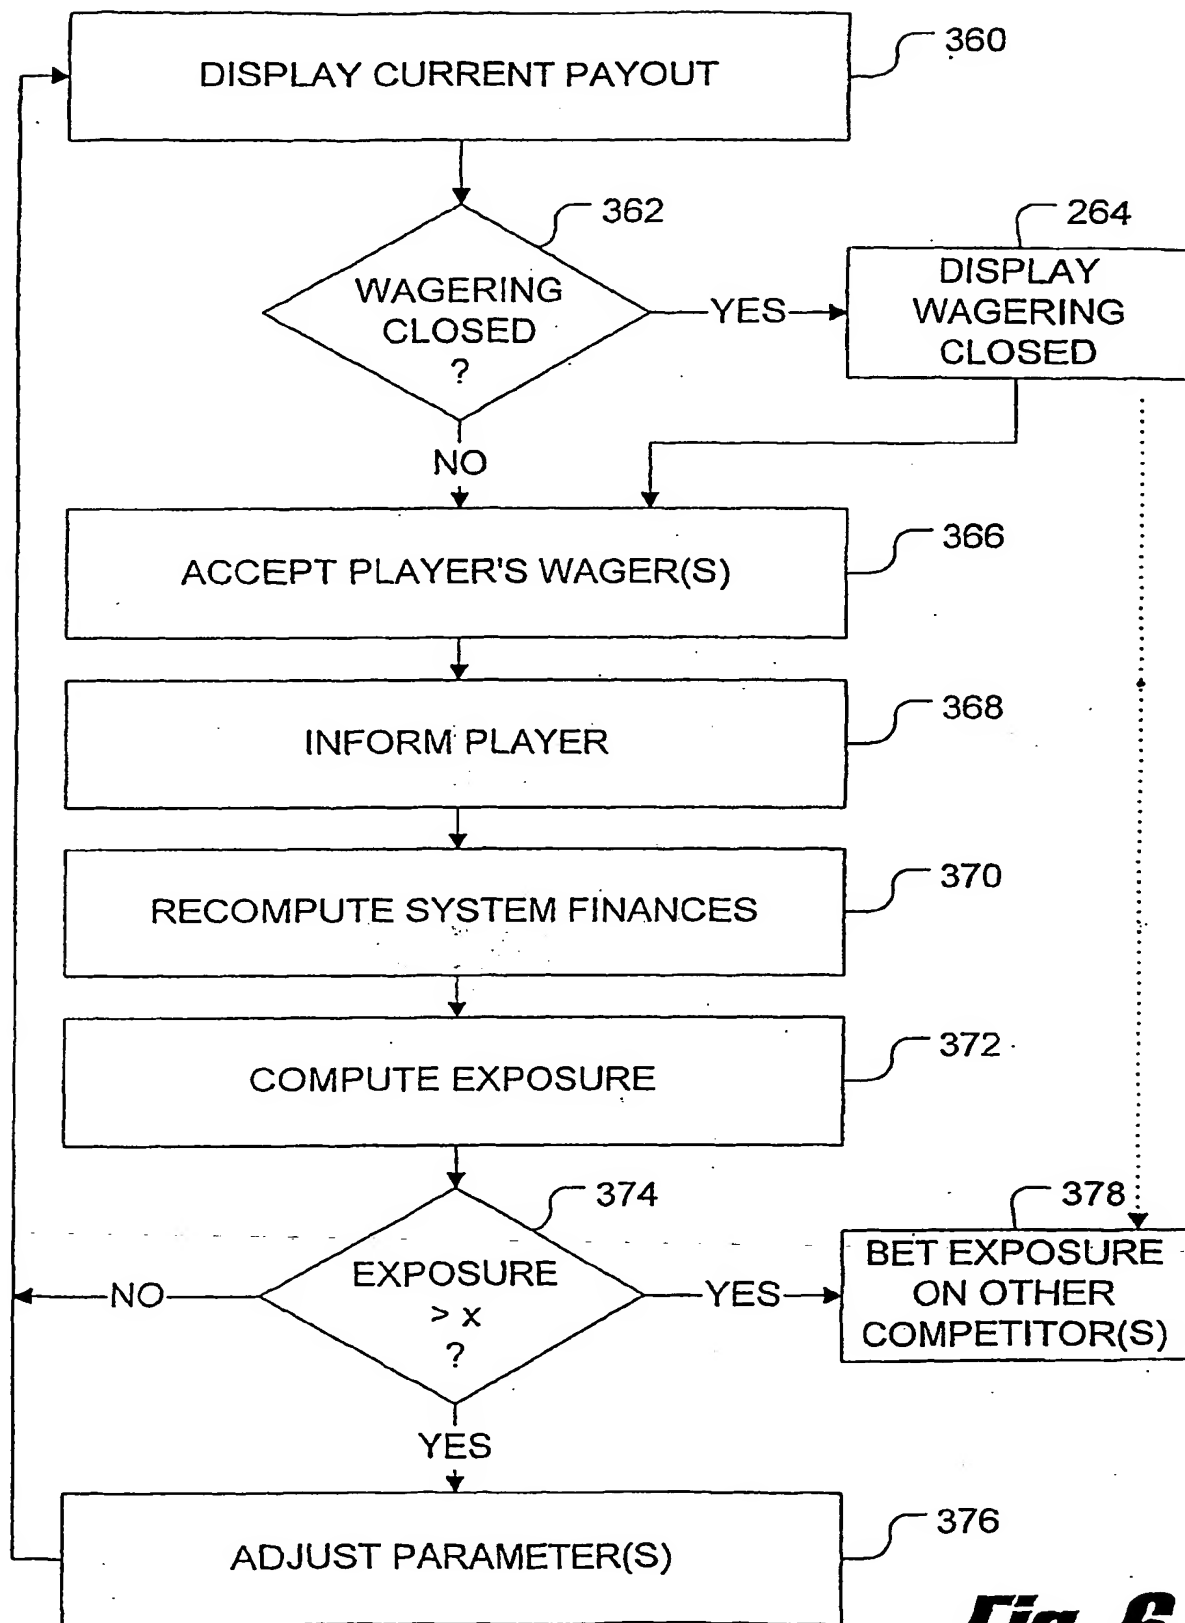 360
DISPLAY CURRENT PAYOUT
362
264
WAGERING
CLOSED
?
YES
DISPLAY
WAGERING
CLOSED
NO
366
ACCEPT PLAYER'S WAGER(S)
368
INFORM PLAYER
370
RECOMPUTE SYSTEM FINANCES
372
COMPUTE EXPOSURE
374
378
EXPOSURE
> x
?
NO
YES
BET EXPOSURE
ON OTHER
COMPETITOR(S)
YES
376
ADJUST PARAMETER(S)
Fig. 6